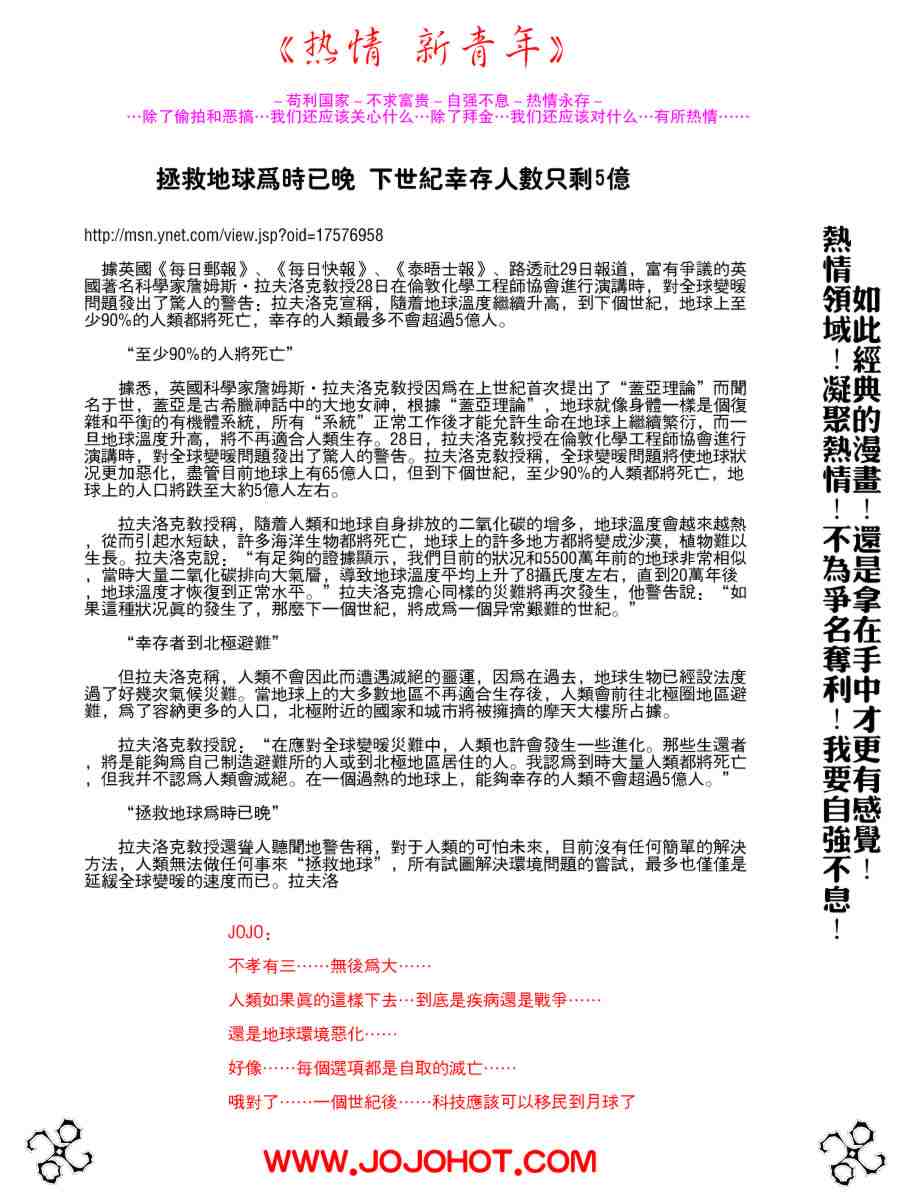 《热情 新青年》
－苟利国家－不求富贵－自强不息－热情永存－
…除了偷拍和恶搞…我们还应该关心什么…除了拜金…我们还应该对什么…有所热情……
拯救地球爲時已晚 下世紀幸存人數只剩5億
http://msn.ynet.com/view.jsp?oid=17576958
據英國《每日郵報》、《每日快報》、《泰晤士報》、路透社29日報道，富有爭議的英
國著名科學家詹姆斯·拉夫洛克教授28日在倫敦化學工程師協會進行演講時，對全球變暖
問題發出了驚人的警告：拉夫洛克宣稱，隨着地球溫度繼續升高，到下個世紀，地球上至
少90%的人類都將死亡，幸存的人類最多不會超過5億人。
“至少90%的人將死亡”
據悉，英國科學家詹姆斯·拉夫洛克教授因爲在上世紀首次提出了“蓋亞理論”而聞
名于世，蓋亞是古希臘神話中的大地女神，根據“蓋亞理論”，地球就像身體一樣是個復
雜和平衡的有機體系統，所有“系統”正常工作後才能允許生命在地球上繼續繁衍，而一
旦地球溫度升高，將不再適合人類生存。28日，拉夫洛克教授在倫敦化學工程師協會進行
演講時，對全球變暖問題發出了驚人的警告。拉夫洛克教授稱，全球變暖問題將使地球狀
况更加惡化，盡管目前地球上有65億人口，但到下個世紀，至少90%的人類都將死亡，地
球上的人口將跌至大約5億人左右。
拉夫洛克教授稱，隨着人類和地球自身排放的二氧化碳的增多，地球溫度會越來越熱
，從而引起水短缺，許多海洋生物都將死亡，地球上的許多地方都將變成沙漠，植物難以
生長。拉夫洛克説：“有足夠的證據顯示，我們目前的狀况和5500萬年前的地球非常相似
，當時大量二氧化碳排向大氣層，導致地球溫度平均上升了8攝氏度左右，直到20萬年後
，地球溫度才恢復到正常水平。”拉夫洛克擔心同樣的災難將再次發生，他警告説：“如
果這種狀况眞的發生了，那麽下一個世紀，將成爲一個异常艱難的世紀。”
“幸存者到北極避難”
但拉夫洛克稱，人類不會因此而遭遇滅絕的噩運，因爲在過去，地球生物已經設法度
過了好幾次氣候災難。當地球上的大多數地區不再適合生存後，人類會前往北極圈地區避
難，爲了容納更多的人口，北極附近的國家和城市將被擁擠的摩天大樓所占據。
拉夫洛克教授説：“在應對全球變暖災難中，人類也許會發生一些進化。那些生還者
，將是能夠爲自己制造避難所的人或到北極地區居住的人。我認爲到時大量人類都將死亡
，但我并不認爲人類會滅絕。在一個過熱的地球上，能夠幸存的人類不會超過5億人。”
“拯救地球爲時已晚”
拉夫洛克教授還聳人聽聞地警告稱，對于人類的可怕未來，目前沒有任何簡單的解決
方法，人類無法做任何事來“拯救地球”，所有試圖解決環境問題的嘗試，最多也僅僅是
延緩全球變暖的速度而已。拉夫洛
JOJO：
不孝有三……無後爲大……
人類如果眞的這樣下去…到底是疾病還是戰爭……
還是地球環境惡化……
好像……每個選項都是自取的滅亡……
哦對了……一個世紀後……科技應該可以移民到月球了
如此經典的漫畫！還是拿在手中才更有感覺！
熱情領域！凝聚熱情！不為爭名奪利！我要自強不息！
WWW.JOJOHOT.COM